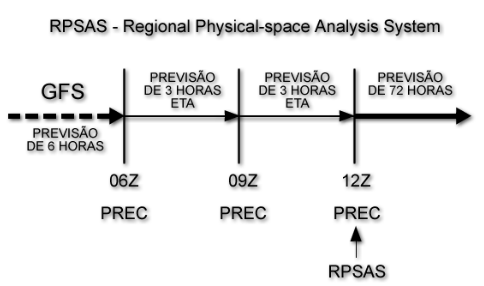 RPSAS - Regional Physical-space Analysis System
GFS
PREVISÃO
DE 6 HORAS
PREVISÃO
DE 3 HORAS
ETA
PREVISÃO
DE 3 HORAS
ETA
PREVISÃO
DE 72 HORAS
06Z
09Z
12Z
PREC
PREC
PREC
RPSAS